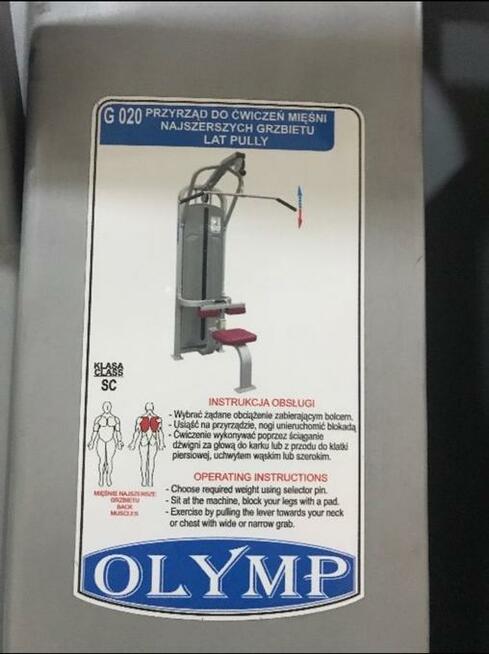 G 020 PRZYRZĄD DO ĆWICZEŃ MIĘŚNI
NAJSZERSZYCH GRZBIETU
LAT PULLY
KLASA
CLASS
SC
INSTRUKCJA OBSŁUGI
- Wybrać żądane obciążenie zabierającym bolcem.
- Usiąść na przyrządzie, nogi unieruchomić blokadą
- Ćwiczenie wykonywać poprzez ściąganie
dźwigni za głową do karku lub z przodu do klatki
piersiowej, uchwytem wąskim lub szerokim.
MIĘŚNIE NAJSZERSZE
GRZBIETU
BACK
MUSCLES
OPERATING INSTRUCTIONS
- Choose required weight using selector pin.
- Sit at the machine, block your legs with a pad.
- Exercise by pulling the lever towards your neck
or chest with wide or narrow grab.
OLYMP